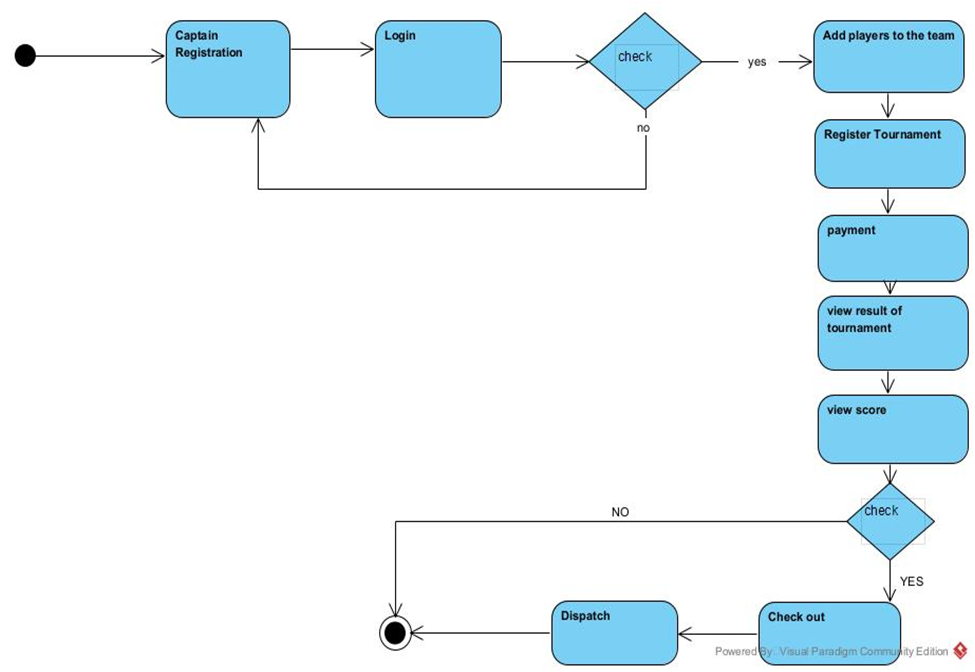 Captain
Registration
Login
check
yes
no
Add players to the team
Register Tournament
payment
view result of
tournament
view score
check
NO
YES
Check out
Dispatch
Powered By: Visual Paradigm Community Edition